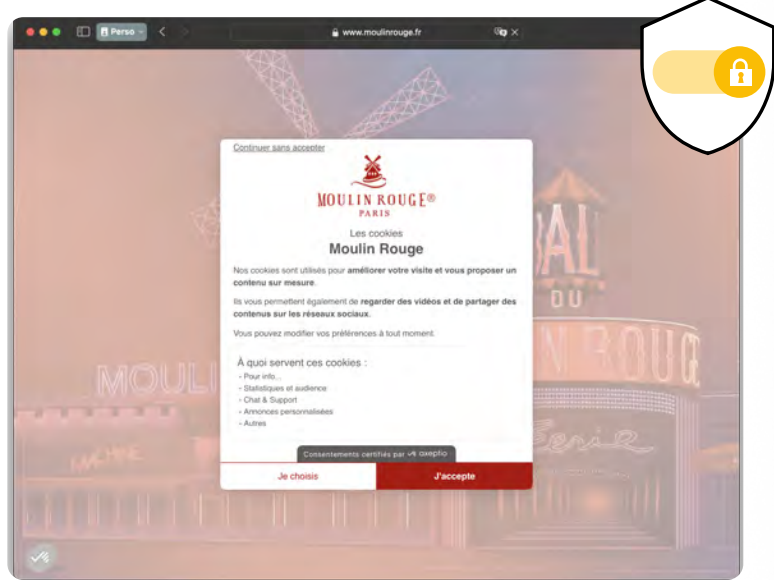 Perso
www.moulinrouge.fr
Continuer sans accepter
MOULIN ROUGE®
PARIS
Les cookies
Moulin Rouge
Nos cookies sont utilisés pour améliorer votre visite et vous proposer un
contenu sur mesure.
Ils vous permettent également de regarder des vidéos et de partager des
contenus sur les réseaux sociaux.
Vous pouvez modifier vos préférences à tout moment.
À quoi servent ces cookies :
- Pour info...
- Statistiques et audience
- Chat & Support
- Annonces personnalisées
- Autres
Consentements certifiés par axeptio
Je choisis
J'accepte
MOULI
BAL
DU
N ROUGE
MACHINE